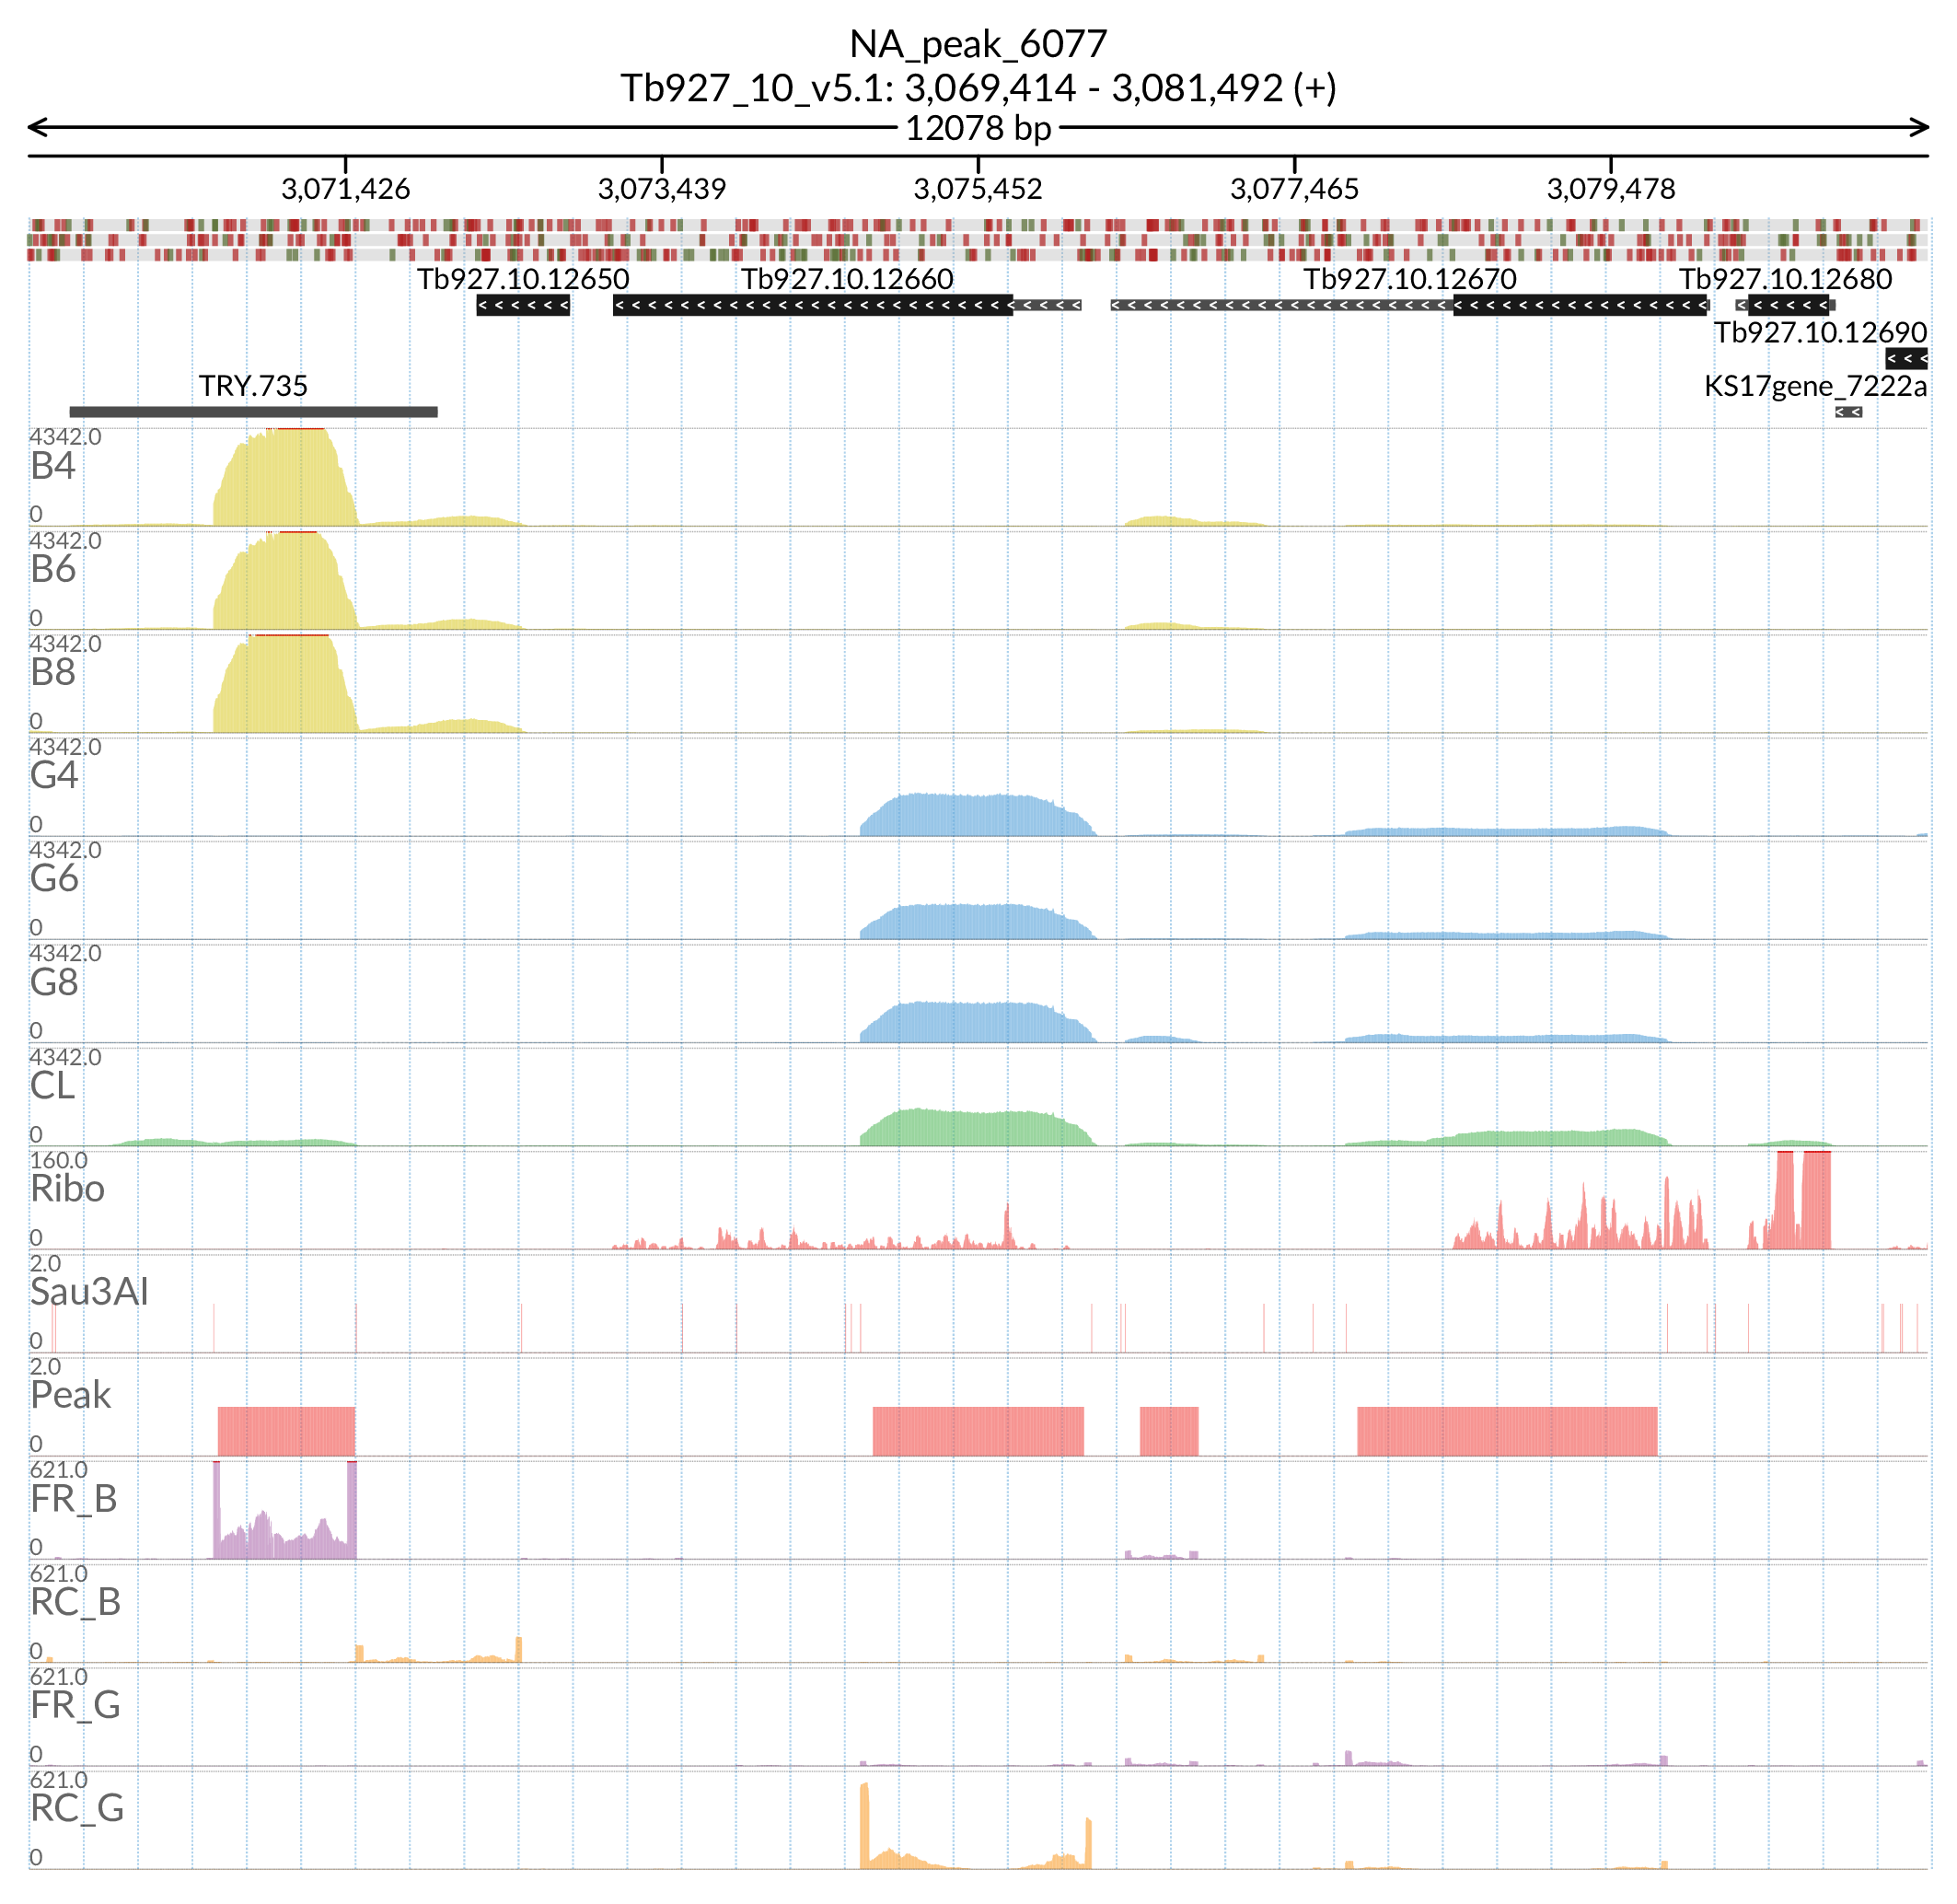 NA_peak_6077
Tb927_10_v5.1: 3,069,414 - 3,081,492 (+)
12078 bp
3,071,426 3,073,439 3,075,452 3,077,465 3,079,478
Tb927.10.12650 Tb927.10.12660 Tb927.10.12670 Tb927.10.12680
Tb927.10.12690
TRY.735 KS17gene_7222a
4342.0
B4
0
4342.0
B6
0
4342.0
B8
0
4342.0
G4
0
4342.0
G6
0
4342.0
G8
0
4342.0
CL
0
160.0
Ribo
0
2.0
Sau3AI
0
2.0
Peak
0
621.0
FR_B
0
621.0
RC_B
0
621.0
FR_G
0
621.0
RC_G
0